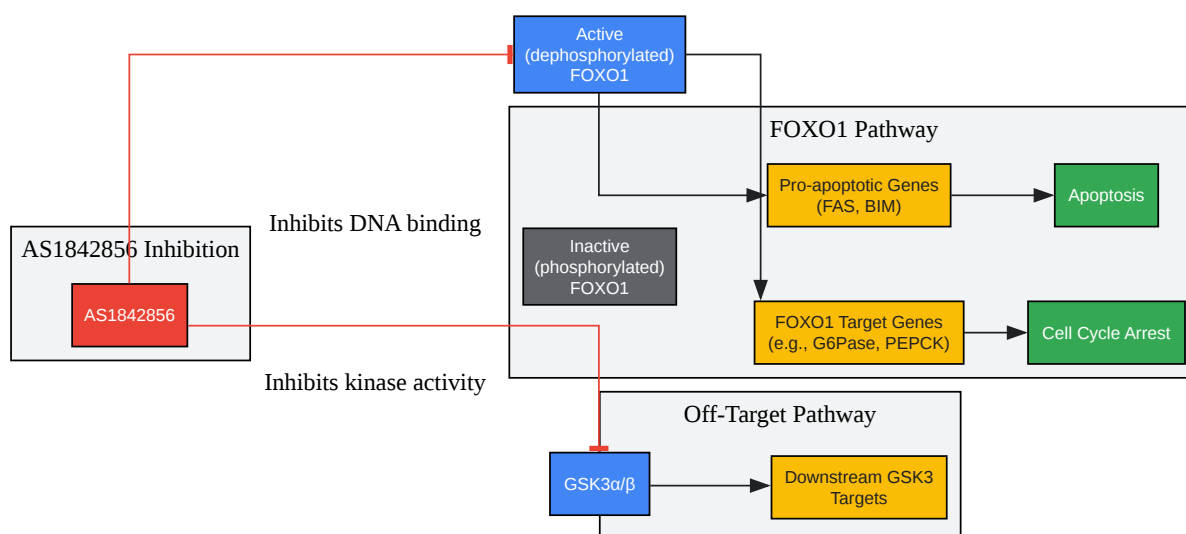 Active
(dephosphorylated)
FOXO1
FOXO1 Pathway
Pro-apoptotic Genes
(FAS, BIM)
Apoptosis
Inhibits DNA binding
AS1842856 Inhibition
Inactive
(phosphorylated)
FOXO1
AS1842856
FOXO1 Target Genes
(e.g., G6Pase, PEPCK)
Cell Cycle Arrest
Inhibits kinase activity
Off-Target Pathway
GSK3α/β
Downstream GSK3
Targets